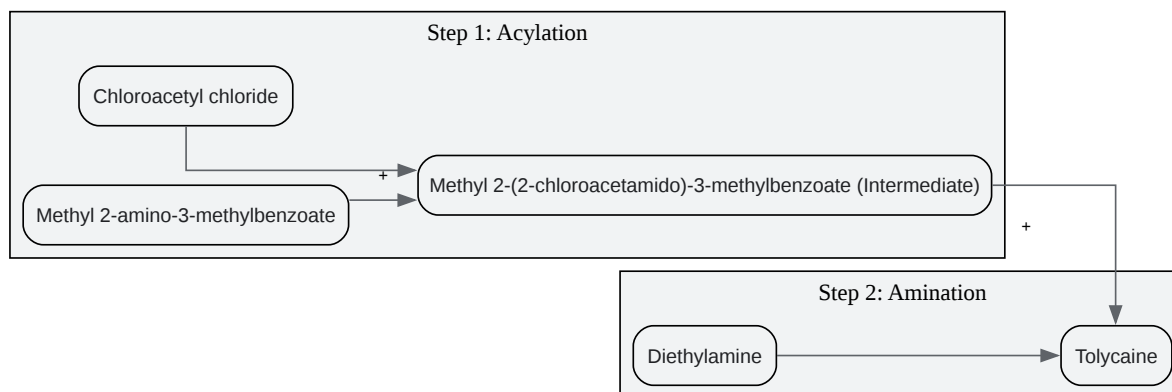 Step 1: Acylation
Chloroacetyl chloride
+
Methyl 2-(2-chloroacetamido)-3-methylbenzoate (Intermediate)
Methyl 2-amino-3-methylbenzoate
+
Step 2: Amination
Diethylamine
Tolycaine